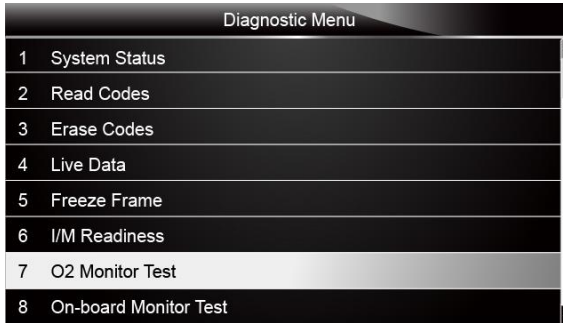 Diagnostic Menu
1 System Status
2 Read Codes
3 Erase Codes
4 Live Data
5 Freeze Frame
6 I/M Readiness
7 O2 Monitor Test
8 On-board Monitor Test